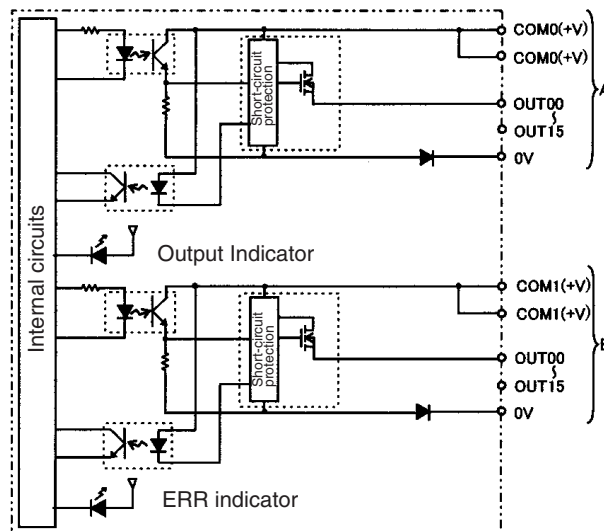 COM0(+V)
COM0(+V)
OUT00
OUT15
0V
A
Short-circuit
protection
Internal circuits
Output Indicator
COM1(+V)
COM1(+V)
OUT00
OUT15
0V
B
Short-circuit
protection
ERR indicator